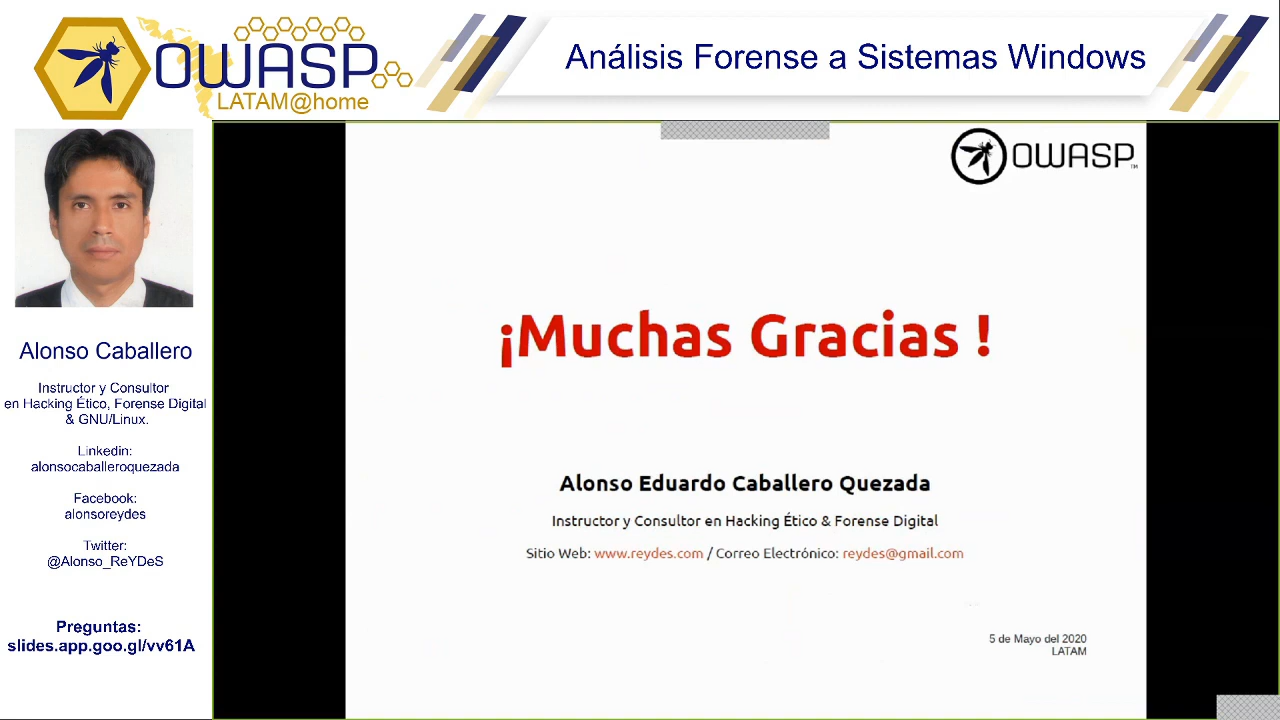 OWASP
LATAM@home
Análisis Forense a Sistemas Windows
Alonso Caballero
Instructor y Consultor
en Hacking Ético, Forense Digital
& GNU/Linux.
Linkedin:
alonsocaballeroquezada
Facebook:
alonsoreydes
Twitter:
@Alonso_ReYDeS
Preguntas:
slides.app.goo.gl/vv61A
OWASP™
¡Muchas Gracias !
Alonso Eduardo Caballero Quezada
Instructor y Consultor en Hacking Ético & Forense Digital
Sitio Web: www.reydes.com / Correo Electrónico: reydes@gmail.com
5 de Mayo del 2020
LATAM